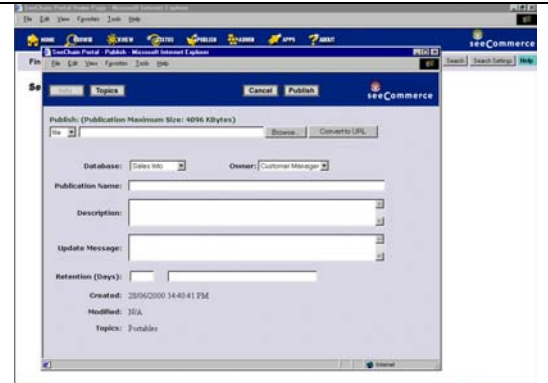 SeeChain Portal Home Page - Microsoft Internet Explorer
File Edit View Favorites Tools Help
HOME BROWSE REVIEW STATUS PUBLISH ADMIN APPS ABOUT
seeCommerce
Fin
Search Search Settings Help
Se
SeeChain Portal - Publish - Microsoft Internet Explorer
File Edit View Favorites Tools Help
Info Topics Cancel Publish
seeCommerce
Publish: (Publication Maximum Size: 4096 KBytes)
file Browse... Convert to URL
Database: Sales Info Owner: Customer Manager
Publication Name:
Description:
Update Message:
Retention (Days):
Created: 28/06/2000 14:40:41 PM
Modified: N/A
Topics: Portables
Internet